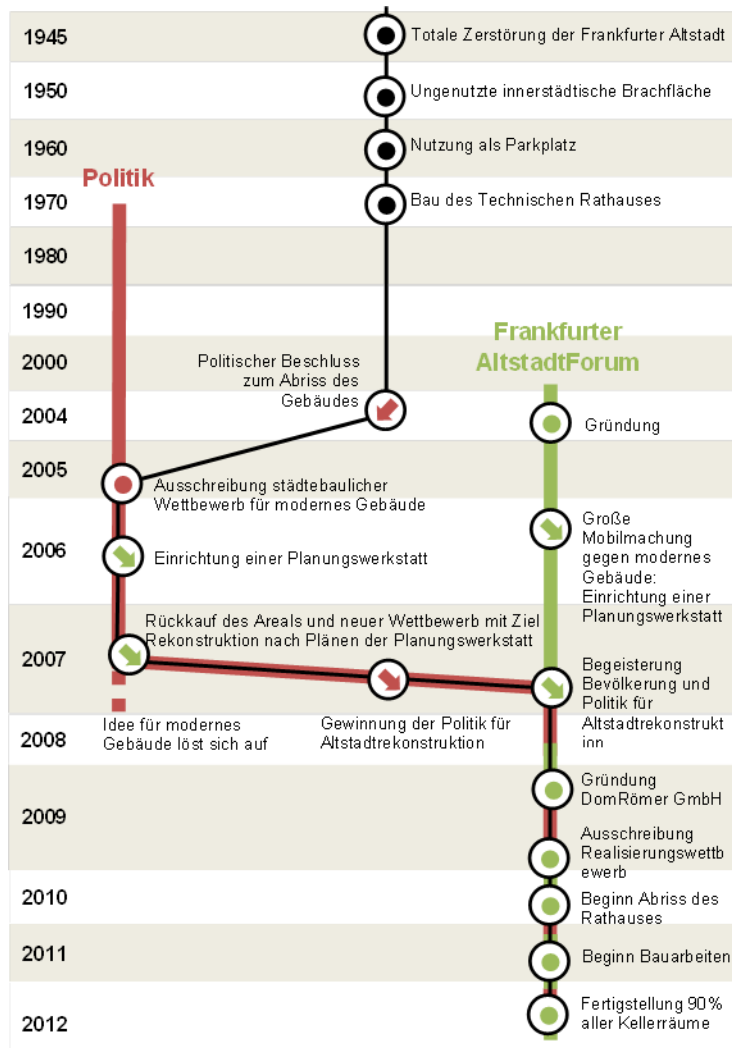 1945
Totale Zerstörung der Frankfurter Altstadt
1950
Ungenutzte innerstädtische Brachfläche
1960
Nutzung als Parkplatz
Politik
1970
Bau des Technischen Rathauses
1980
1990
Frankfurter
AltstadtForum
2000
Politischer Beschluss
zum Abriss des
Gebäudes
2004
Gründung
2005
Ausschreibung städtebaulicher
Wettbewerb für modernes Gebäude
2006
Einrichtung einer Planungswerkstatt
Große
Mobilmachung
gegen modernes
Gebäude:
Einrichtung einer
Planungswerkstatt
2007
Rückkauf des Areals und neuer Wettbewerb mit Ziel
Rekonstruktion nach Plänen der Planungswerkstatt
Begeisterung
Bevölkerung und
Politik für
Altstadtrekonstrukt
ion
Idee für modernes
Gebäude löst sich auf
Gewinnung der Politik für
Altstadtrekonstruktion
2008
Gründung
DomRömer GmbH
2009
Ausschreibung
Realisierungswettb
ewerb
2010
Beginn Abriss des
Rathauses
2011
Beginn Bauarbeiten
2012
Fertigstellung 90%
aller Kellerräume